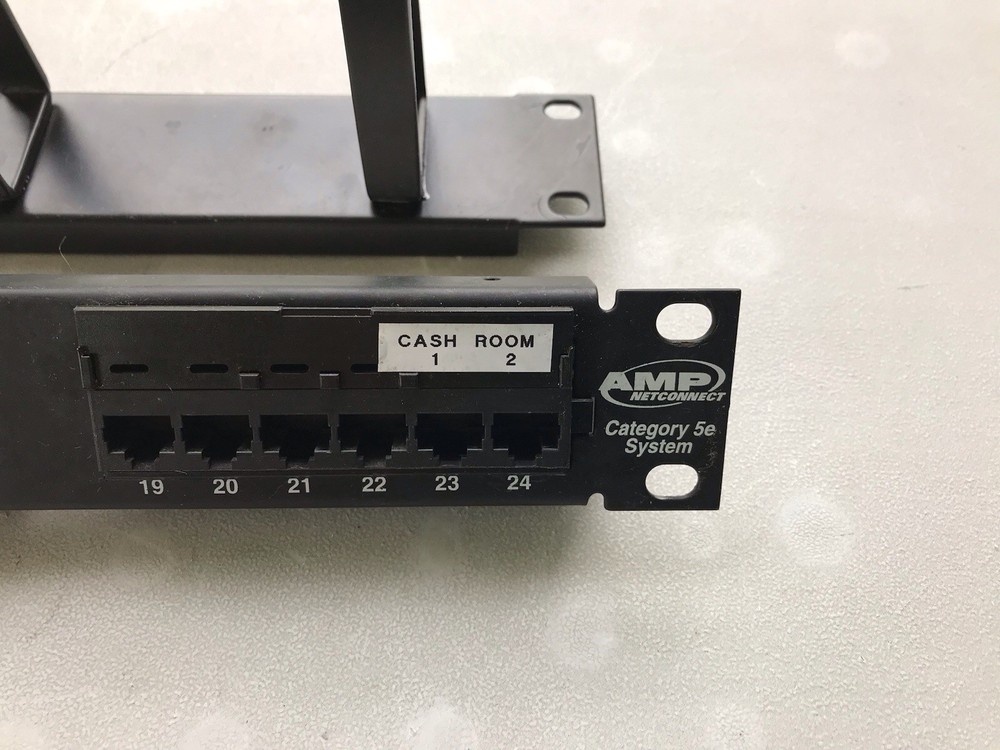 CASH ROOM
1 2
AMP
NETCONNECT
Category 5e
System
19 20 21 22 23 24